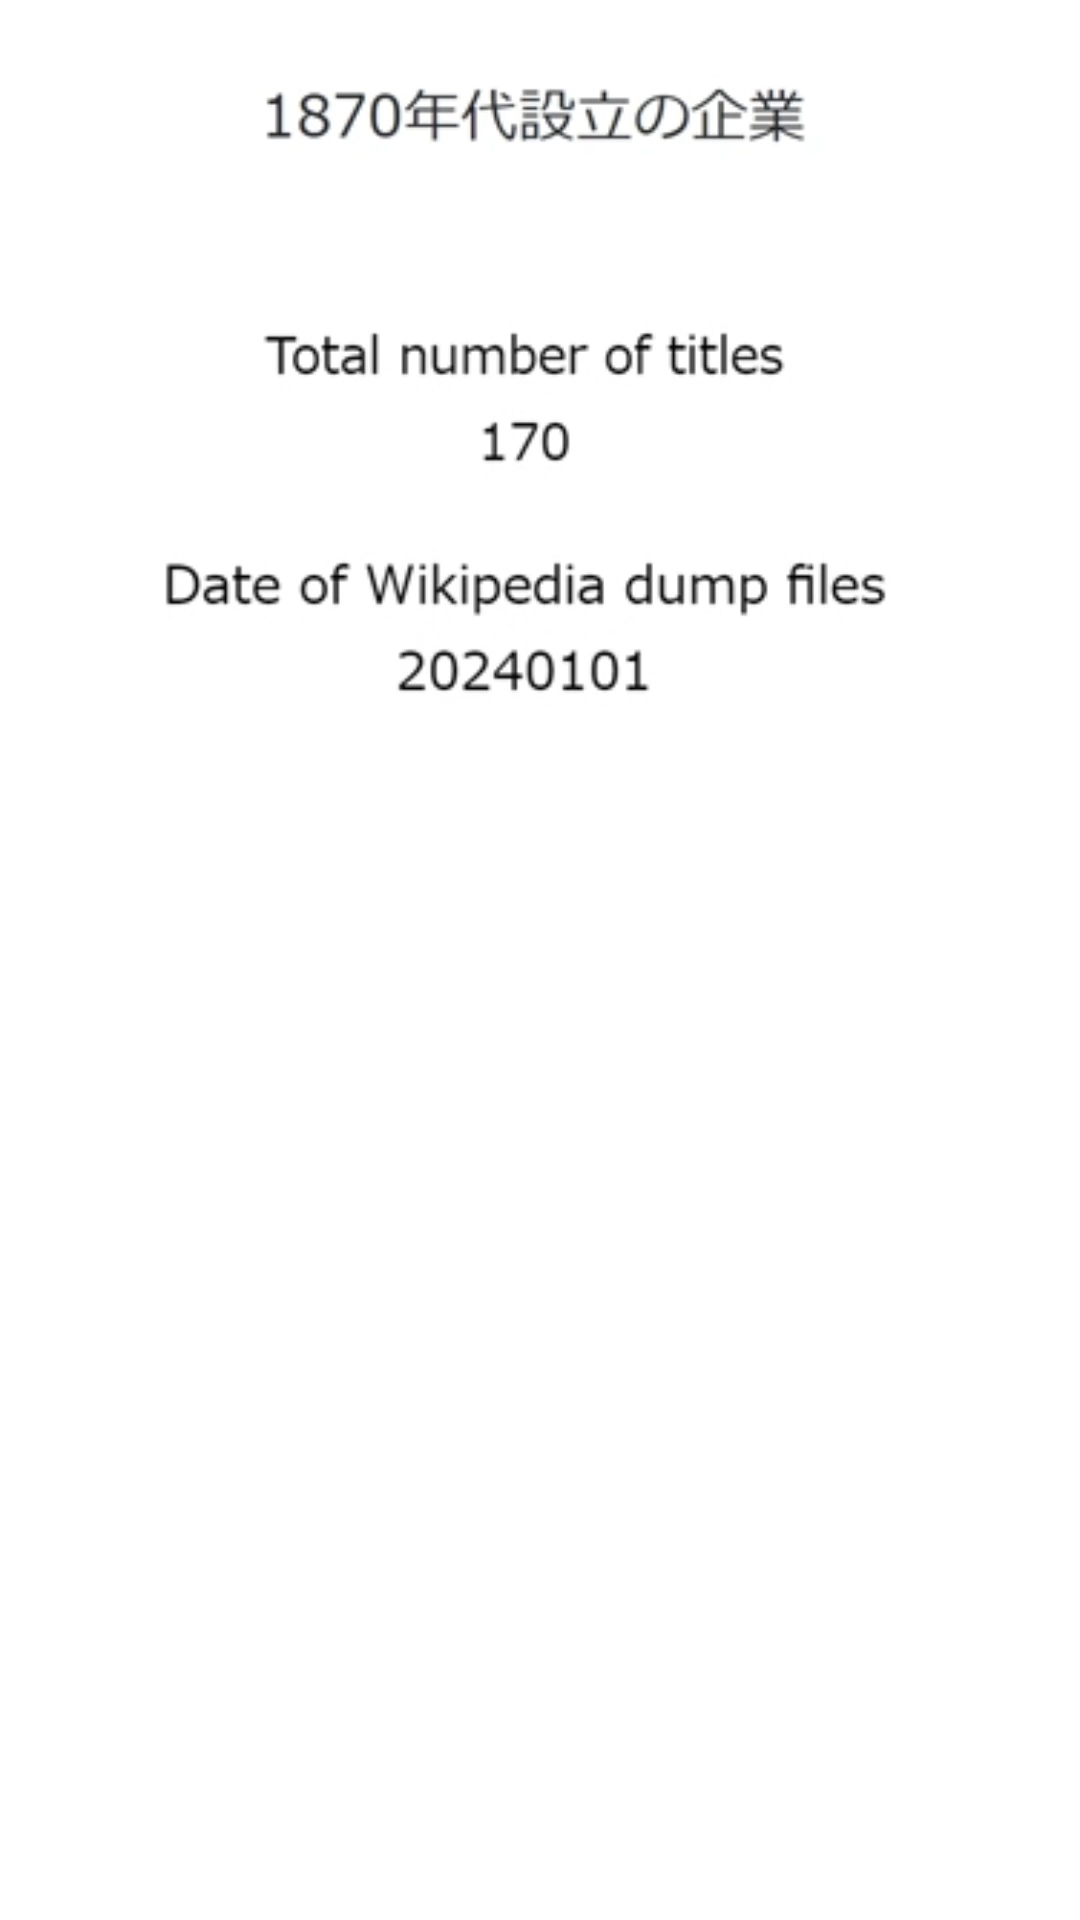 1870年代設立の企業
Total number of titles
170
Date of Wikipedia dump files
20240101